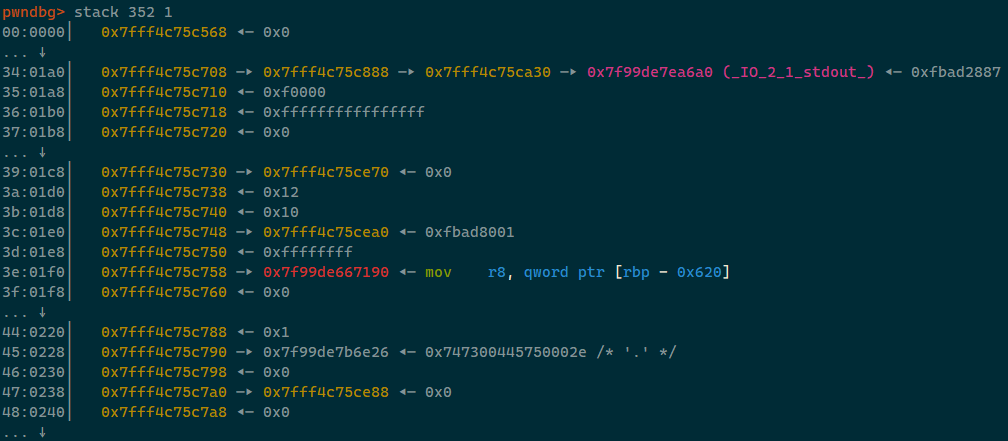 pwndbg> stack 352 1
00:0000│   0x7fff4c75c568 ◂— 0x0
... ↓
34:01a0│   0x7fff4c75c708 —▸ 0x7fff4c75c888 —▸ 0x7fff4c75ca30 —▸ 0x7f99de7ea6a0 (_IO_2_1_stdout_) ◂— 0xfbad2887
35:01a8│   0x7fff4c75c710 ◂— 0xf0000
36:01b0│   0x7fff4c75c718 ◂— 0xffffffffffffffff
37:01b8│   0x7fff4c75c720 ◂— 0x0
... ↓
39:01c8│   0x7fff4c75c730 —▸ 0x7fff4c75ce70 ◂— 0x0
3a:01d0│   0x7fff4c75c738 ◂— 0x12
3b:01d8│   0x7fff4c75c740 ◂— 0x10
3c:01e0│   0x7fff4c75c748 —▸ 0x7fff4c75cea0 ◂— 0xfbad8001
3d:01e8│   0x7fff4c75c750 ◂— 0xffffffff
3e:01f0│   0x7fff4c75c758 —▸ 0x7f99de667190 ◂— mov    r8, qword ptr [rbp - 0x620]
3f:01f8│   0x7fff4c75c760 ◂— 0x0
... ↓
44:0220│   0x7fff4c75c788 ◂— 0x1
45:0228│   0x7fff4c75c790 —▸ 0x7f99de7b6e26 ◂— 0x747300445750002e /* '.' */
46:0230│   0x7fff4c75c798 ◂— 0x0
47:0238│   0x7fff4c75c7a0 —▸ 0x7fff4c75ce88 ◂— 0x0
48:0240│   0x7fff4c75c7a8 ◂— 0x0
... ↓